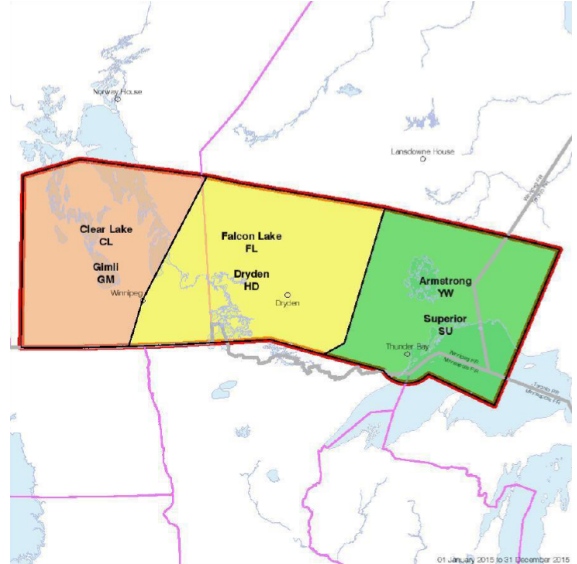 Norway House
Lansdowne House
Clear Lake
CL
Gimli
GM
Winnipeg
Falcon Lake
FL
Dryden
HD
Dryden
Armstrong
YW
Superior
SU
Thunder Bay
01 January 2015 to 31 December 2015